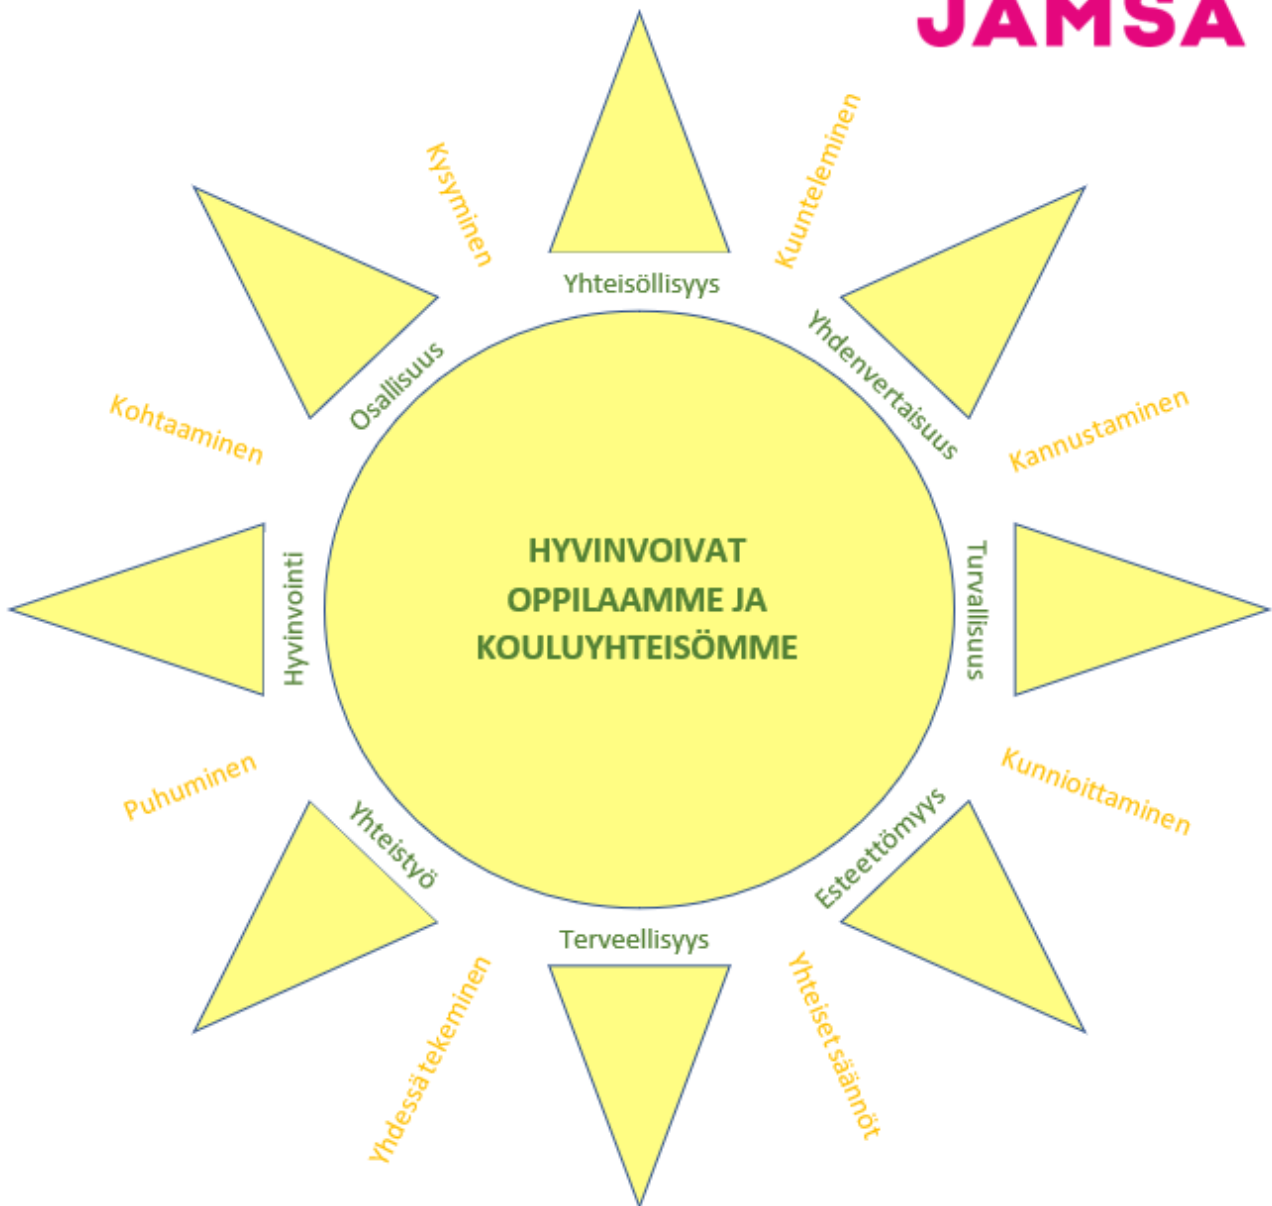 JÄMSÄ
Kysyminen
Kuunteleminen
Yhteisöllisyys
Yhdenvertaisuus
Osallisuus
Kohtaaminen
Kannustaminen
HYVINVOIVAT
OPPILAAMME JA
KOULUYHTEISÖMME
Hyvinvointi
Turvallisuus
Puhuminen
Kunnioittaminen
Yhteistyö
Esteettömyys
Terveellisyys
Yhdessä tekeminen
Yhteiset säännöt